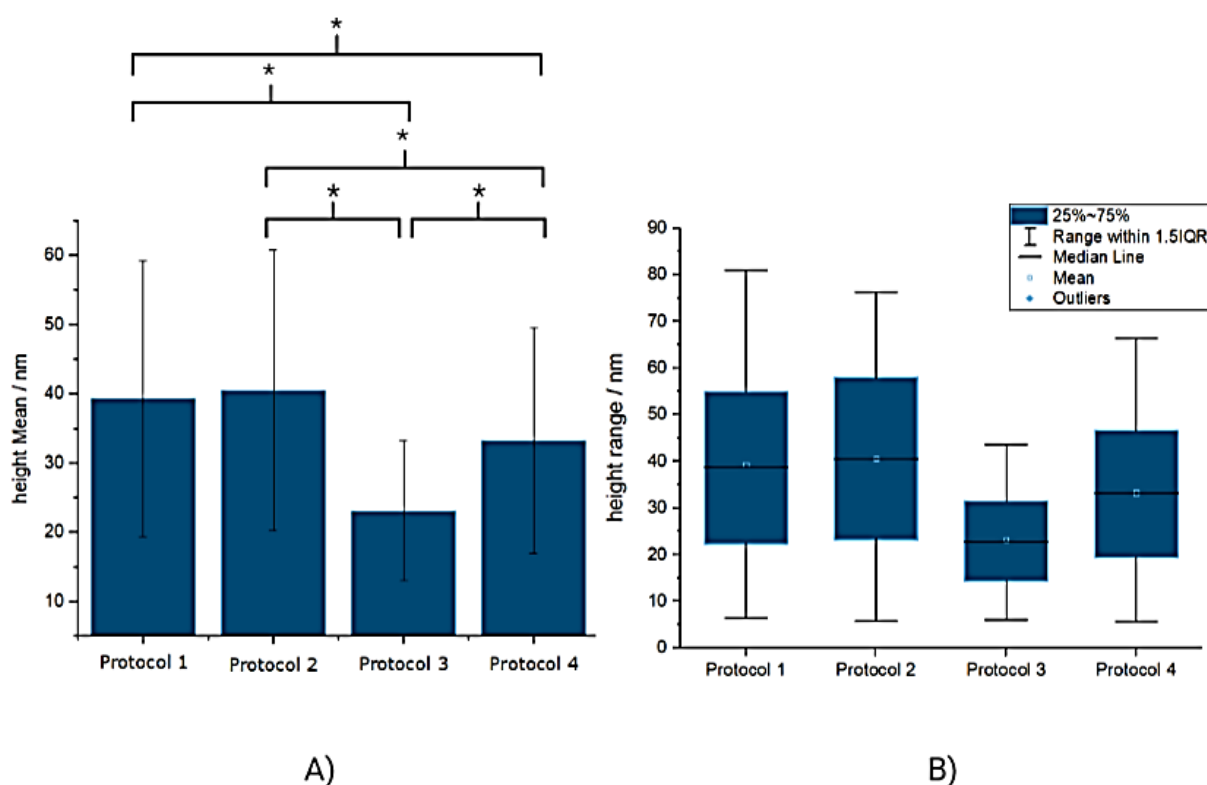 *
*
*
* *
60
50
40
30
20
10
height Mean / nm
Protocol 1 Protocol 2 Protocol 3 Protocol 4
A)
25%~75%
Range within 1.5IQR
Median Line
Mean
Outliers
90
80
70
60
50
40
30
20
10
0
height range / nm
Protocol 1 Protocol 2 Protocol 3 Protocol 4
B)